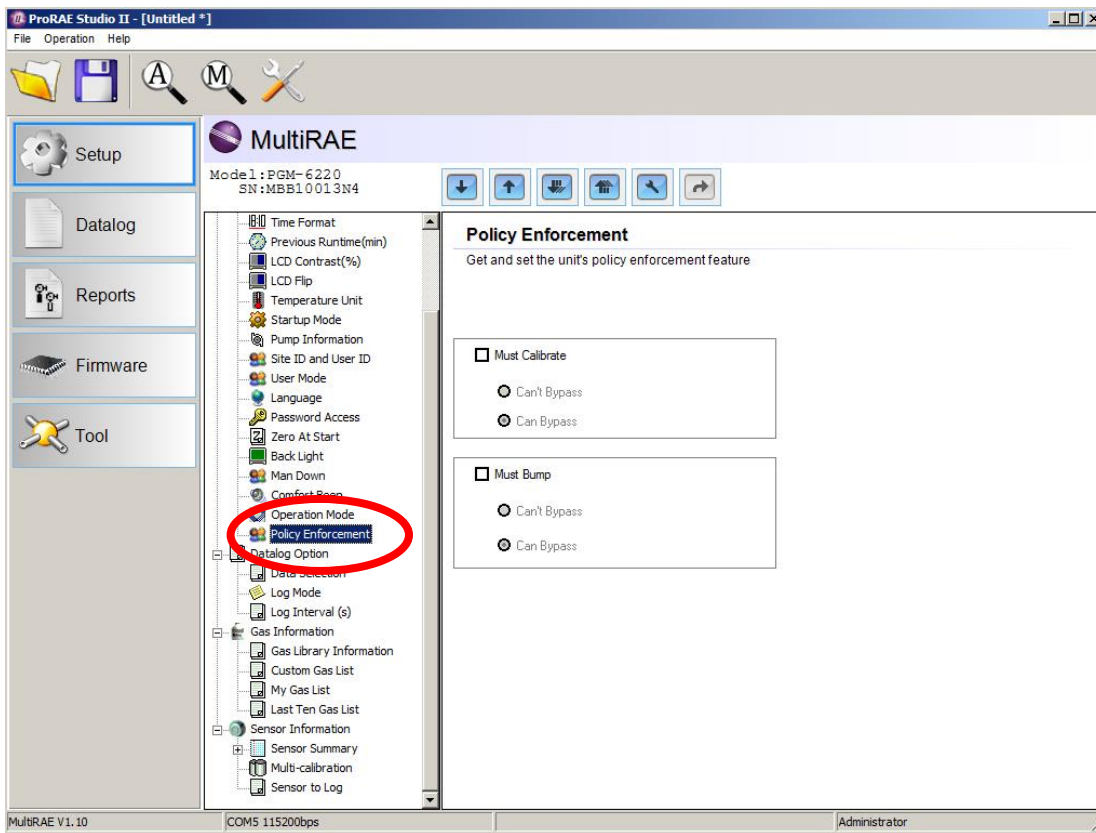 ProRAE Studio II - [Untitled *]
File Operation Help
A M
Setup
Datalog
Reports
Firmware
Tool
MultiRAE
Model:PGM-6220
SN:MBB10013N4
Time Format
Previous Runtime(min)
LCD Contrast(%)
LCD Flip
Temperature Unit
Startup Mode
Pump Information
Site ID and User ID
User Mode
Language
Password Access
Zero At Start
Back Light
Man Down
Comfort Beep
Operation Mode
Policy Enforcement
Datalog Option
Data Selection
Log Mode
Log Interval (s)
Gas Information
Gas Library Information
Custom Gas List
My Gas List
Last Ten Gas List
Sensor Information
Sensor Summary
Multi-calibration
Sensor to Log
Policy Enforcement
Get and set the unit's policy enforcement feature
Must Calibrate
Can't Bypass
Can Bypass
Must Bump
Can't Bypass
Can Bypass
MultiRAE V1.10 COM5 115200bps Administrator